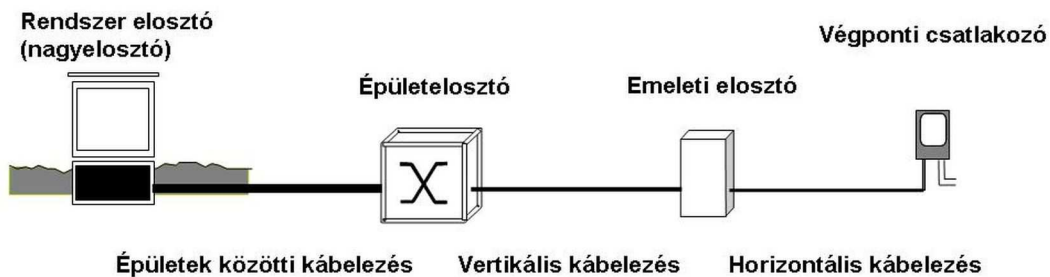 Rendszer elosztó
(nagyelosztó)
Végponti csatlakozó
Épületelosztó
Emeleti elosztó
Épületek közötti kábelezés
Vertikális kábelezés
Horizontális kábelezés